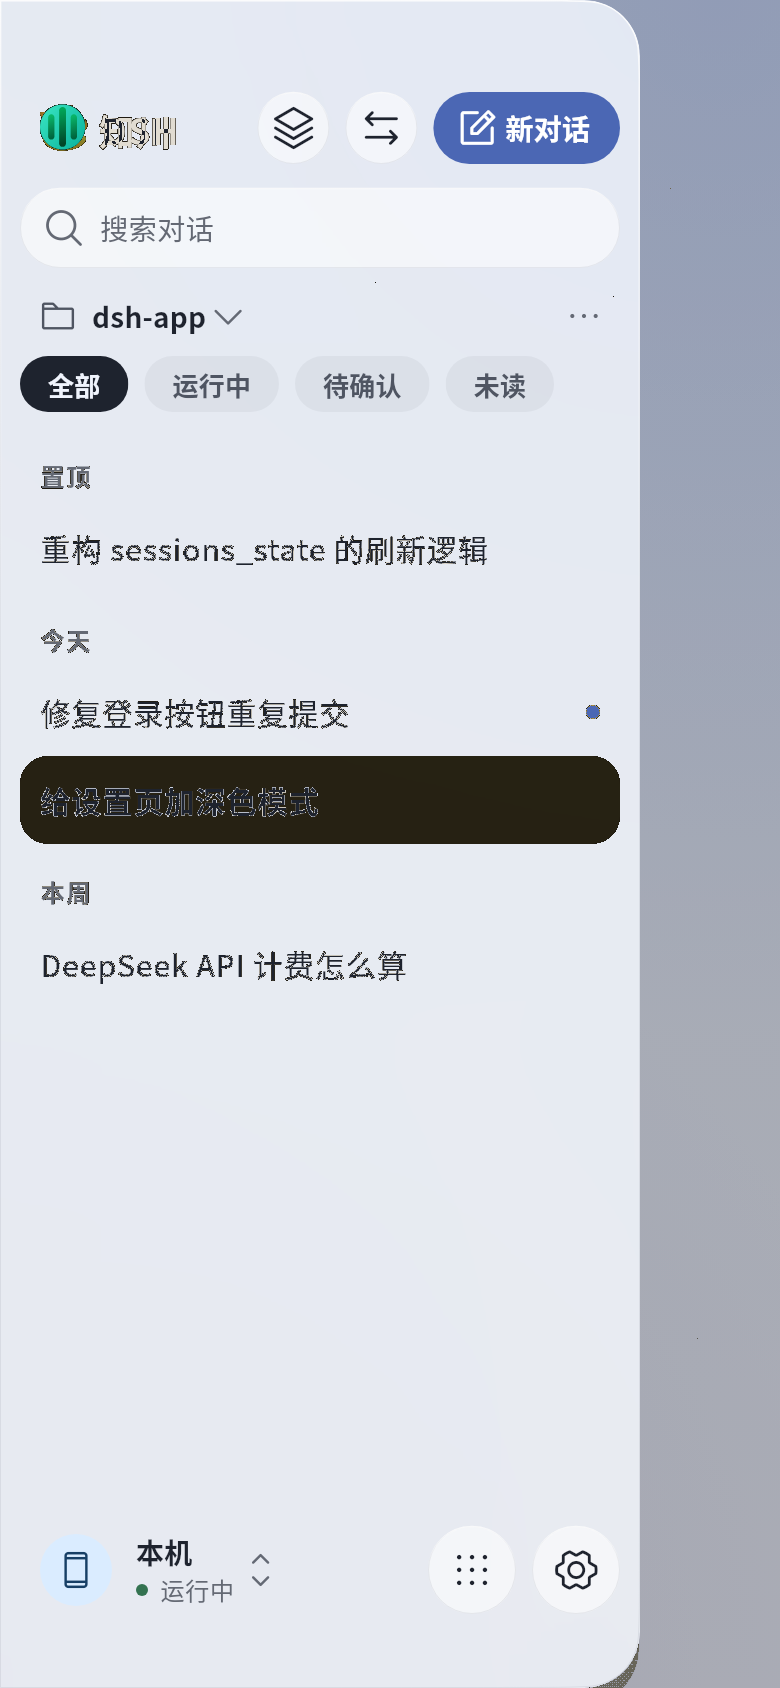 新对话
搜索对话
dsh-app
全部 运行中 待确认 未读
置顶
重构 sessions_state 的刷新逻辑
今天
修复登录按钮重复提交
给设置页加深色模式
本周
DeepSeek API 计费怎么算
本机
运行中